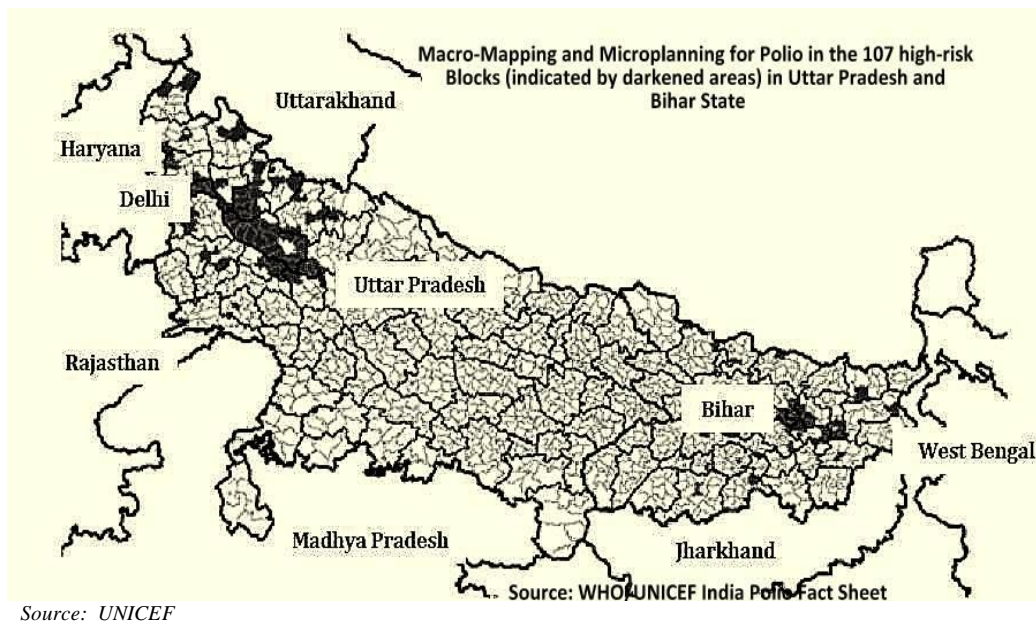 Macro-Mapping and Microplanning for Polio in the 107 high-risk
Blocks (indicated by darkened areas) in Uttar Pradesh and
Bihar State
Uttarakhand
Haryana
Delhi
Uttar Pradesh
Rajasthan
Bihar
West Bengal
Madhya Pradesh
Jharkhand
Source: WHO/UNICEF India Polio Fact Sheet
Source: UNICEF